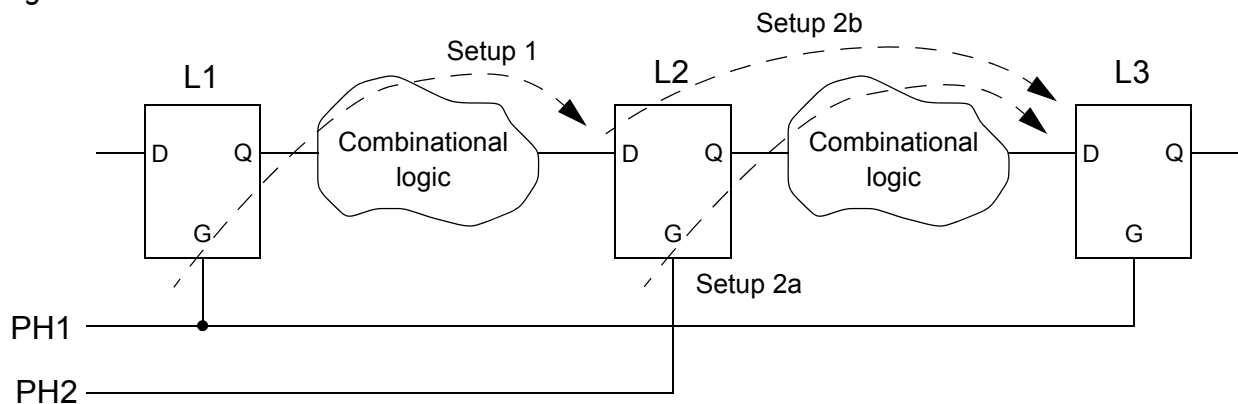 Setup 1
Setup 2b
L1
L2
L3
D
Q
Combinational
logic
D
Q
Combinational
logic
D
Q
G
G
G
Setup 2a
PH1
PH2